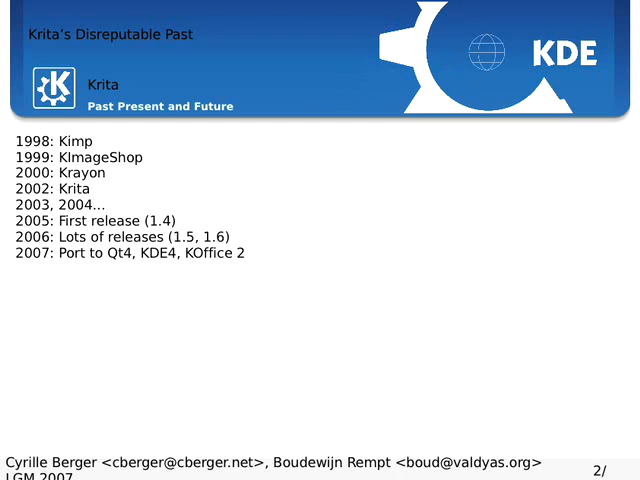 Krita’s Disreputable Past
KDE
Krita
Past Present and Future
1998: Kimp
1999: KImageShop
2000: Krayon
2002: Krita
2003, 2004...
2005: First release (1.4)
2006: Lots of releases (1.5, 1.6)
2007: Port to Qt4, KDE4, KOffice 2
Cyrille Berger <cberger@cberger.net>, Boudewijn Rempt <boud@valdyas.org>
LGM 2007
2/